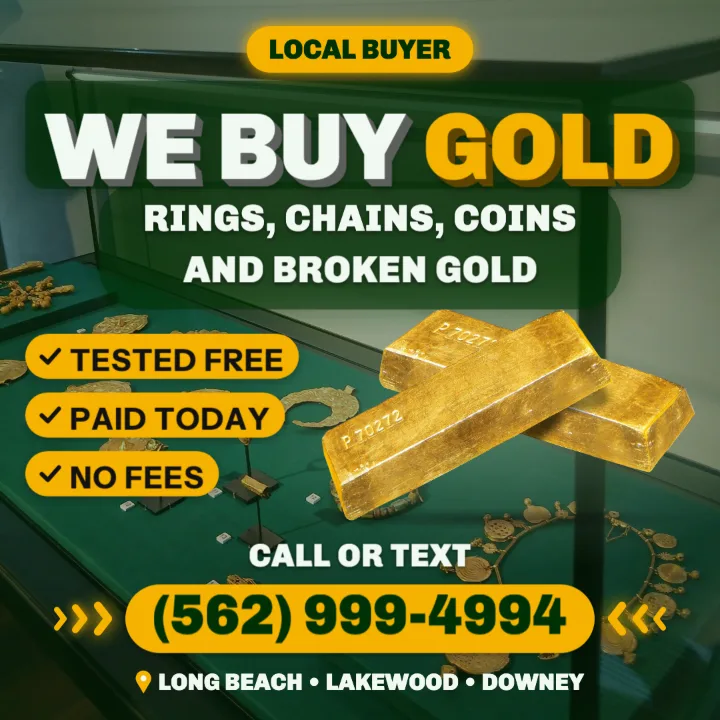 LOCAL BUYER
WE BUY GOLD
RINGS, CHAINS, COINS
AND BROKEN GOLD
✓ TESTED FREE
✓ PAID TODAY
✓ NO FEES
P 7027
P 70272
CALL OR TEXT
(562) 999-4994
LONG BEACH • LAKEWOOD • DOWNEY